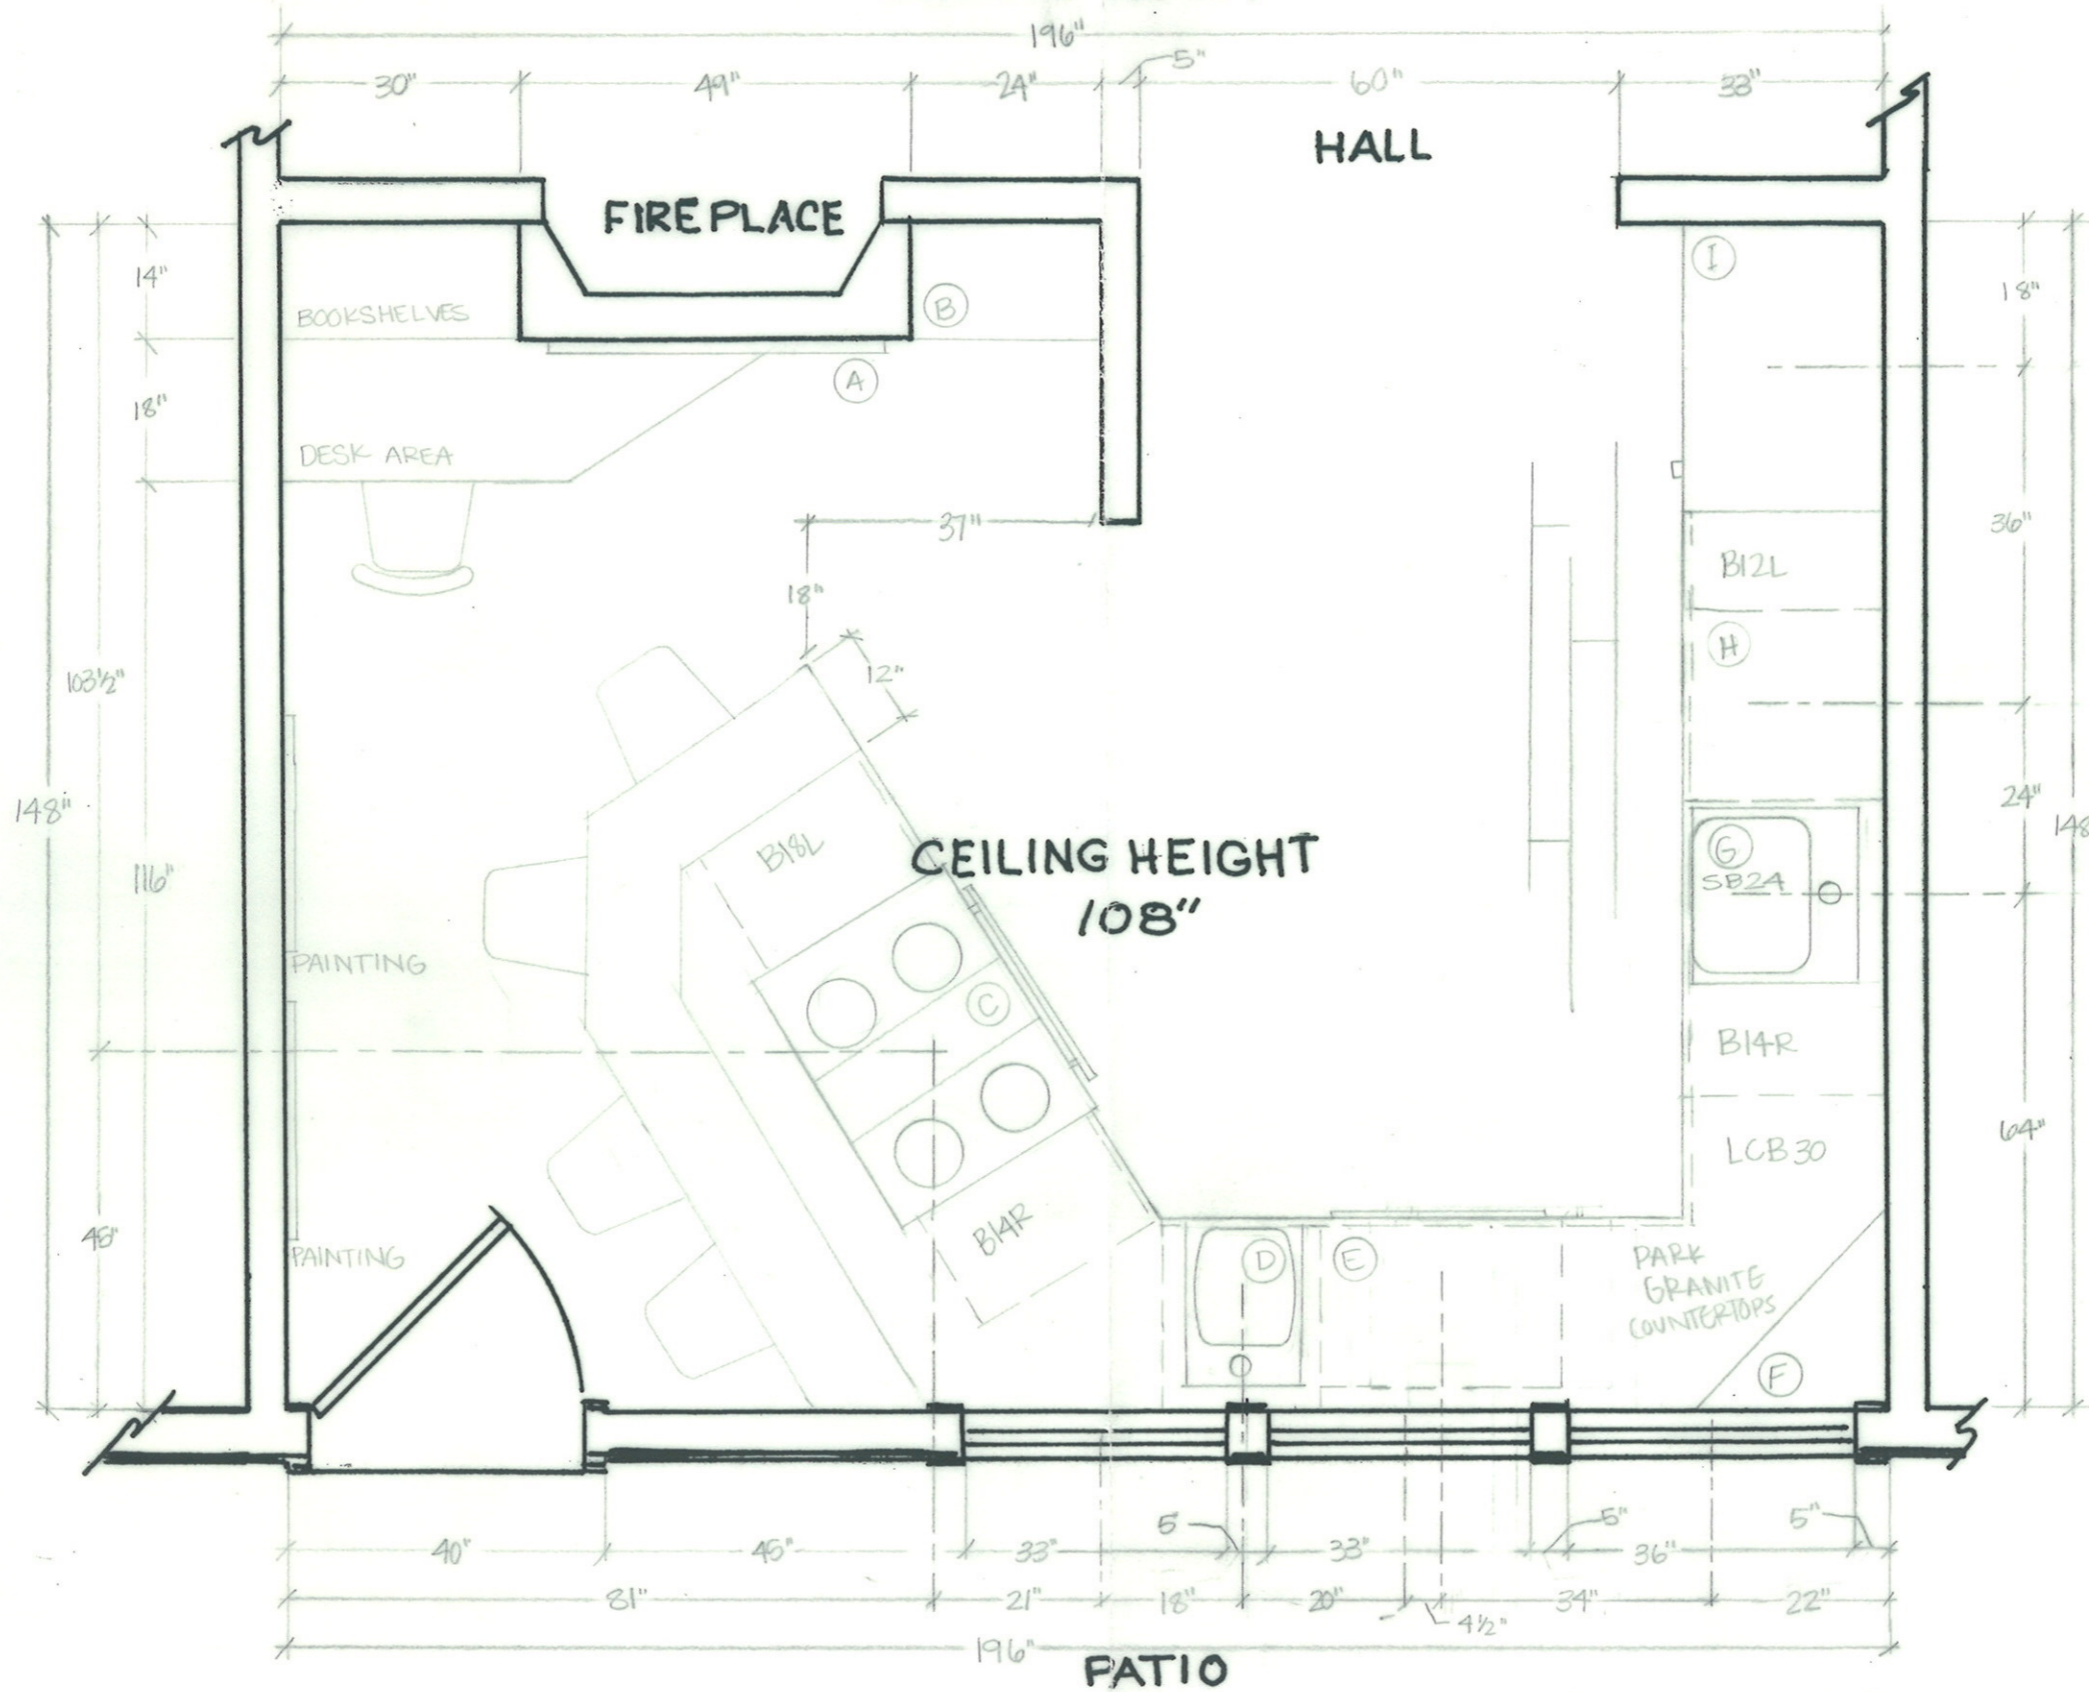 196"
5"
30"
49"
24"
60"
33"
HALL
FIREPLACE
I
14"
18"
BOOKSHELVES
B
A
18"
DESK AREA
37"
36"
B12L
18"
H
12"
103½"
148"
24"
148
B18L
CEILING HEIGHT
108"
G
SB24
116"
PAINTING
C
B14R
64"
LCB30
B14R
45"
PAINTING
D
E
PARK
GRANITE
COUNTERTOPS
F
5
5"
5"
40"
45"
33"
33"
36"
81"
21"
18"
20"
34"
22"
4½"
196"
PATIO